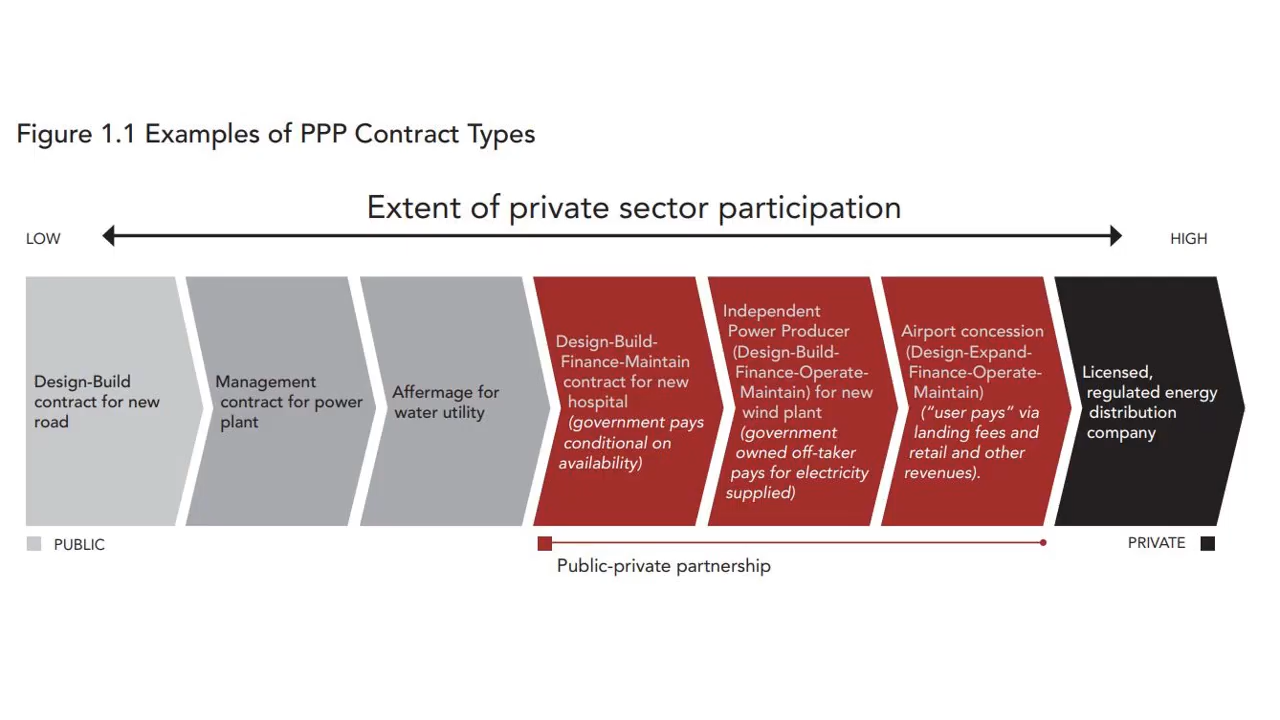 Figure 1.1 Examples of PPP Contract Types
Extent of private sector participation
LOW
HIGH
Design-Build
contract for new
road
Management
contract for power
plant
Affermage for
water utility
Design-Build-
Finance-Maintain
contract for new
hospital
(government pays
conditional on
availability)
Independent
Power Producer
(Design-Build-
Finance-Operate-
Maintain) for new
wind plant
(government
owned off-taker
pays for electricity
supplied)
Airport concession
(Design-Expand-
Finance-Operate-
Maintain)
(“user pays” via
landing fees and
retail and other
revenues).
Licensed,
regulated energy
distribution
company
PUBLIC
Public-private partnership
PRIVATE